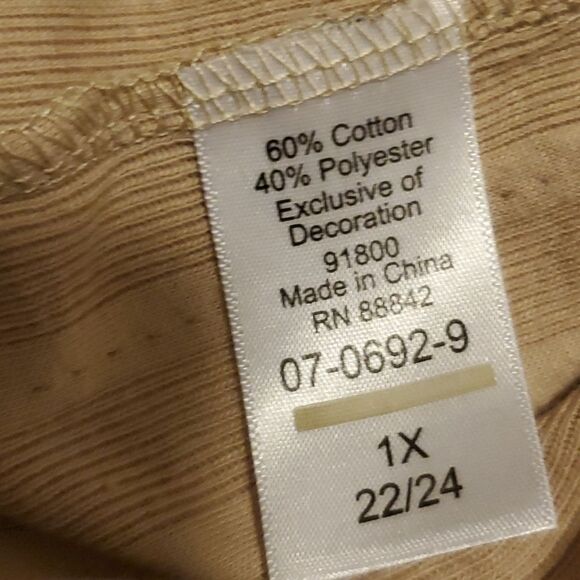 60% Cotton
40% Polyester
Exclusive of
Decoration
91800
Made in China
RN 88842
07-0692-9
1X
22/24